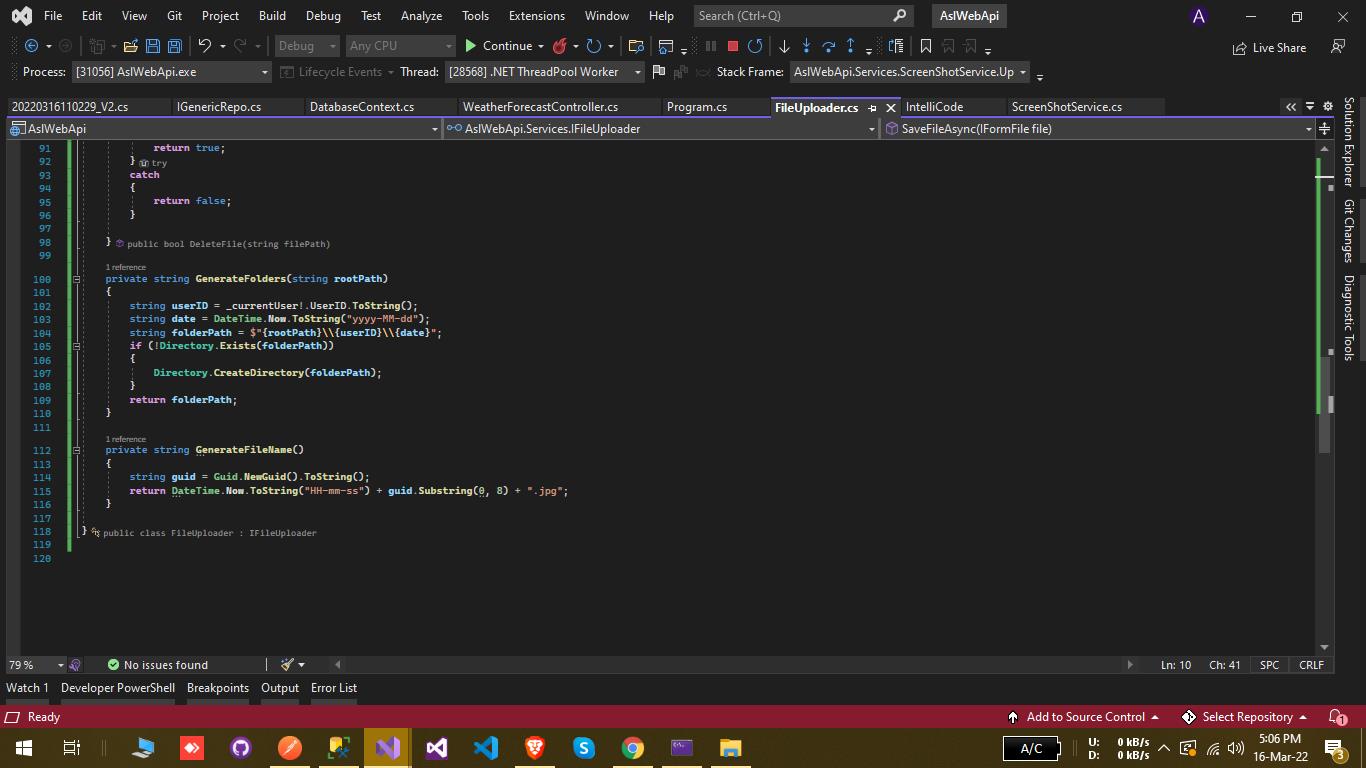 File Edit View Git Project Build Debug Test Analyze Tools Extensions Window Help Search (Ctrl+Q) AslWebApi A
Debug Any CPU Continue Live Share
Process: [31056] AslWebApi.exe Lifecycle Events Thread: [28568] .NET ThreadPool Worker Stack Frame: AslWebApi.Services.ScreenShotService.Up
20220316110229_V2.cs IGenericRepo.cs DatabaseContext.cs WeatherForecastController.cs Program.cs FileUploader.cs IntelliCode ScreenShotService.cs
AslWebApi AslWebApi.Services.IFileUploader SaveFileAsync(IFormFile file)
91 return true;
92 } try
93 catch
94 {
95 return false;
96 }
97
98 } public bool DeleteFile(string filePath)
99
1 reference
100 private string GenerateFolders(string rootPath)
101 {
102 string userID = _currentUser!.UserID.ToString();
103 string date = DateTime.Now.ToString("yyyy-MM-dd");
104 string folderPath = $"{rootPath}\\{userID}\\{date}";
105 if (!Directory.Exists(folderPath))
106 {
107 Directory.CreateDirectory(folderPath);
108 }
109 return folderPath;
110 }
111
1 reference
112 private string GenerateFileName()
113 {
114 string guid = Guid.NewGuid().ToString();
115 return DateTime.Now.ToString("HH-mm-ss") + guid.Substring(0, 8) + ".jpg";
116 }
117
118 } public class FileUploader : IFileUploader
119
120
Solution Explorer
Git Changes
Diagnostic Tools
79 % No issues found Ln: 10 Ch: 41 SPC CRLF
Watch 1 Developer PowerShell Breakpoints Output Error List
Ready Add to Source Control Select Repository 1
A/C U: 0 kB/s 5:06 PM
D: 0 kB/s 16-Mar-22 3